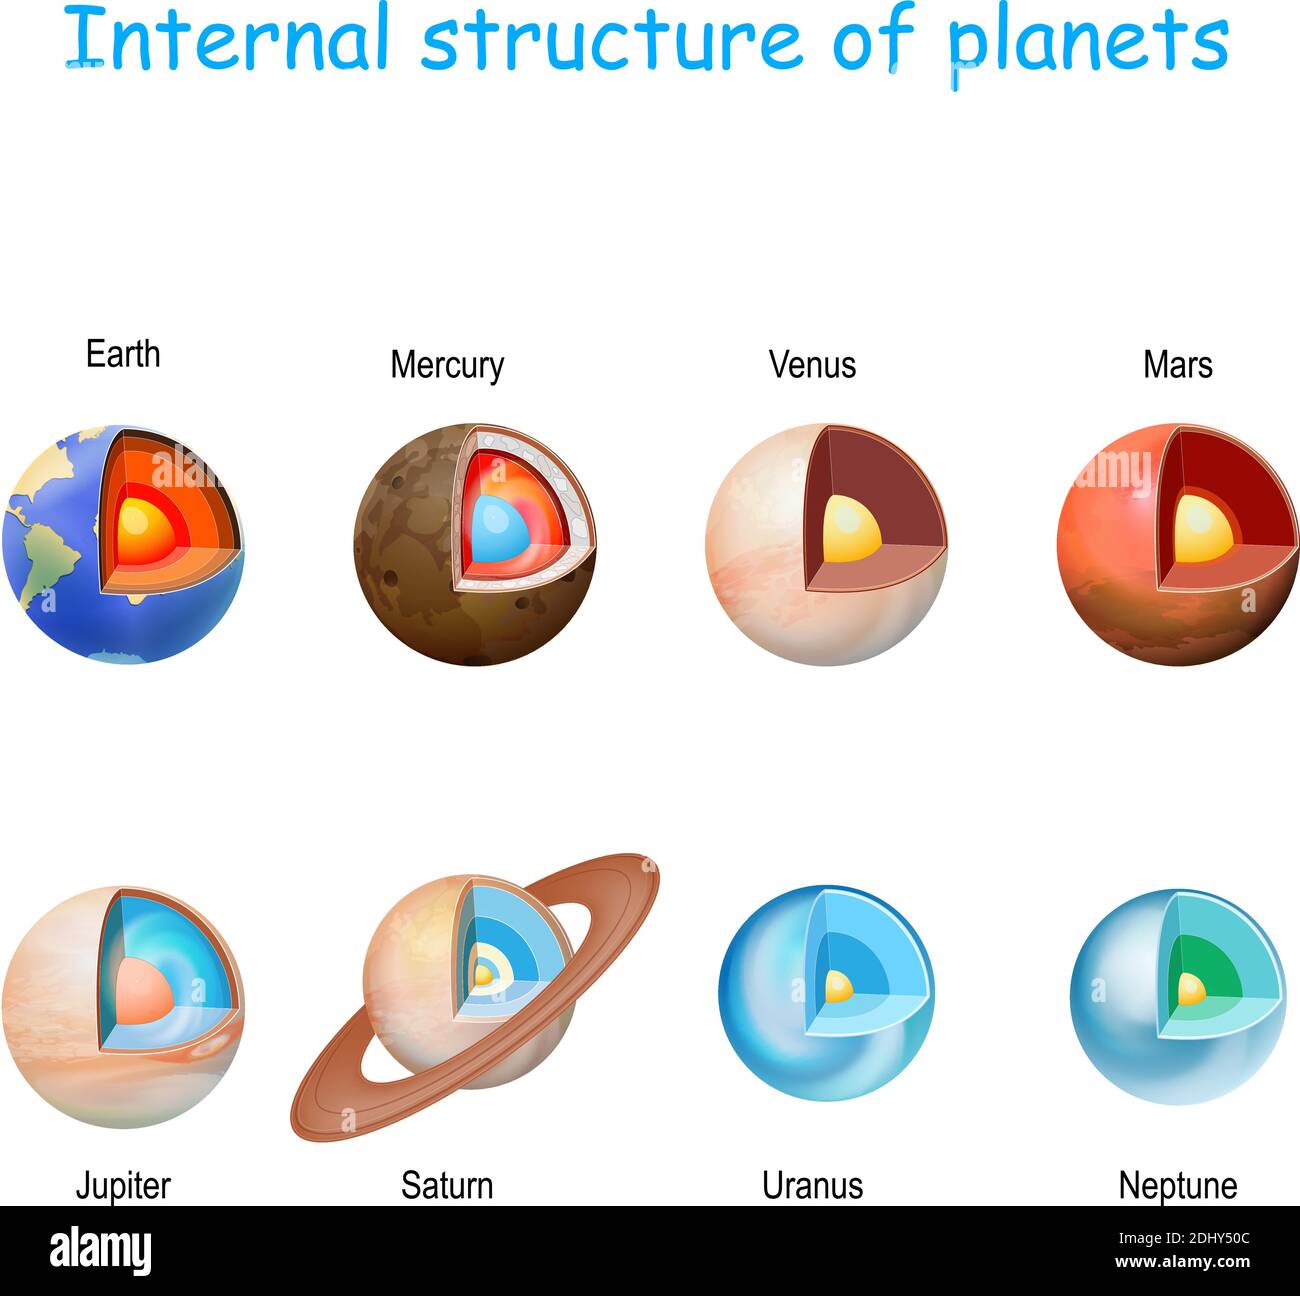 Internal structure of planets
Earth
Mercury
Venus
Mars
Jupiter
Saturn
Uranus
Neptune
alamy
Image ID: 2DHY50C
www.alamy.com